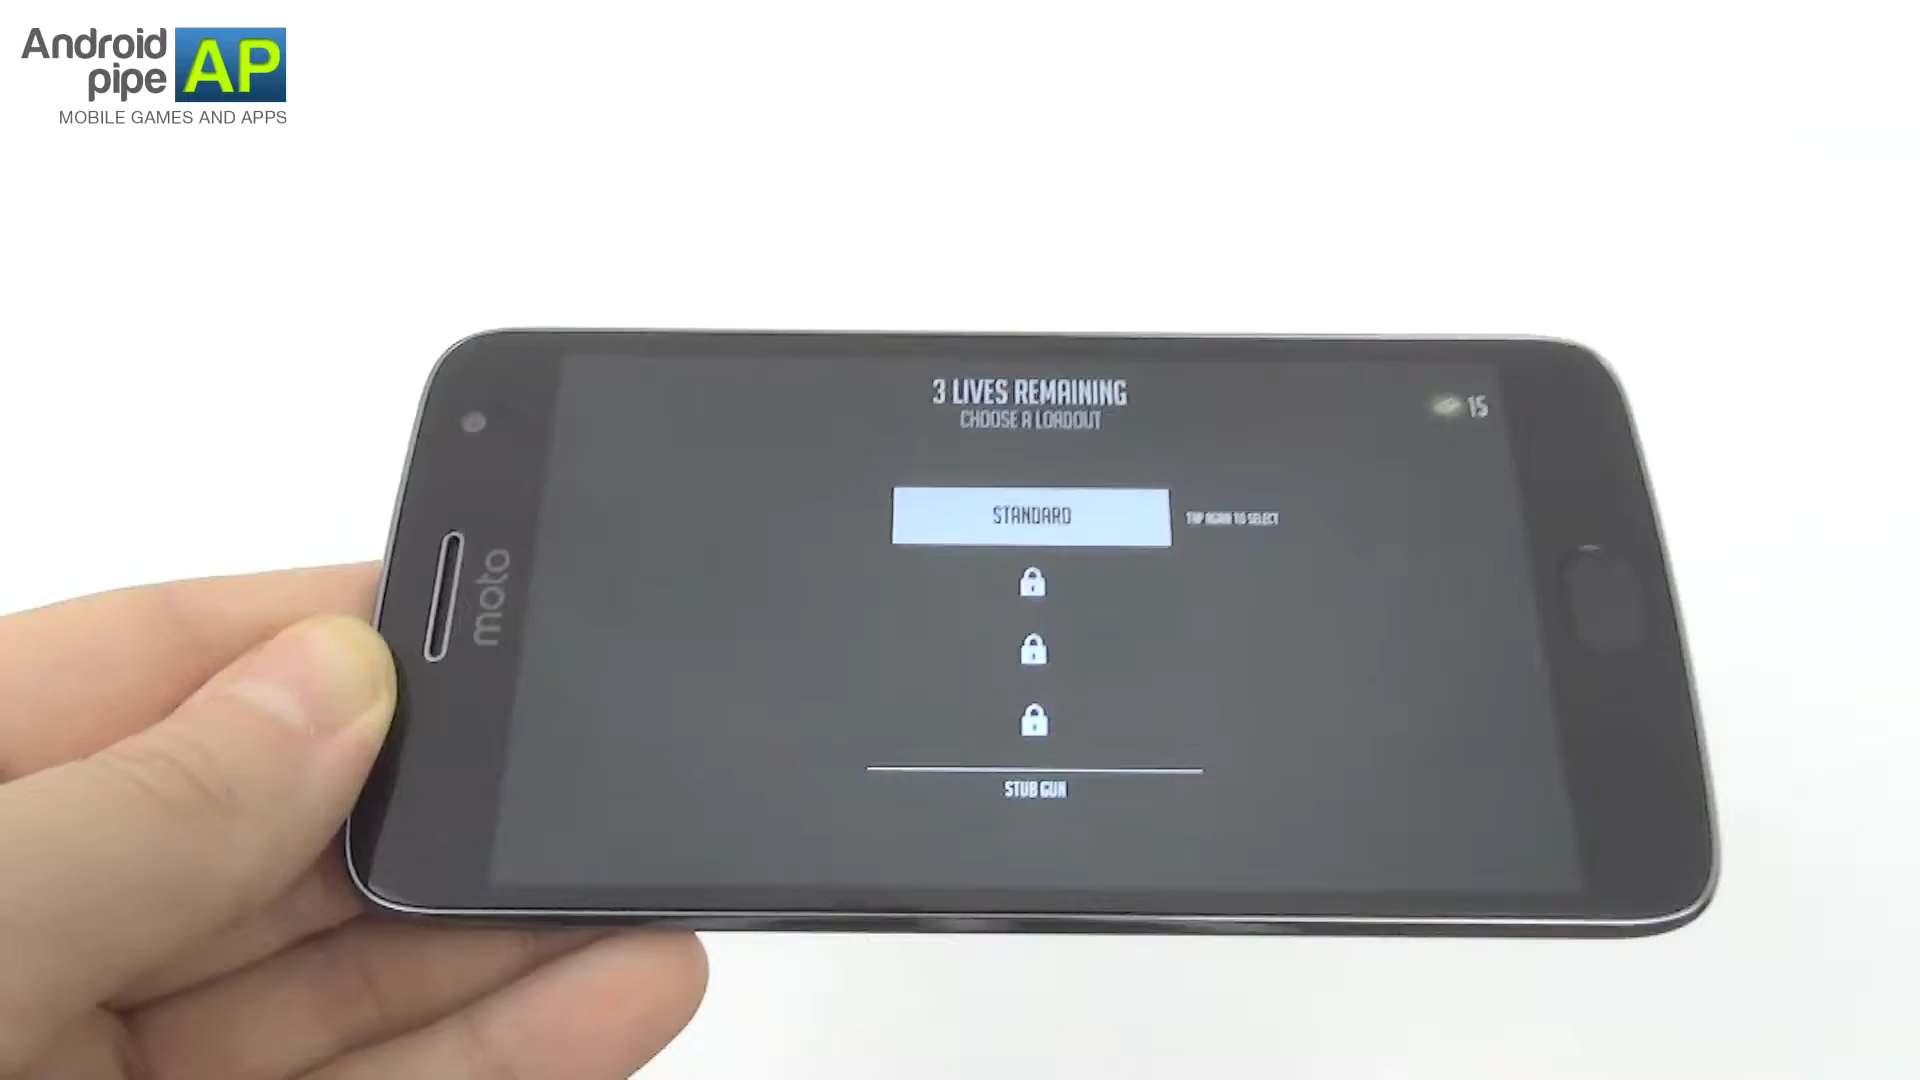 Android
pipe
AP
MOBILE GAMES AND APPS
3 LIVES REMAINING
CHOOSE A LOADOUT
15
STANDARD
TAP AGAIN TO SELECT
STUB GUN
moto